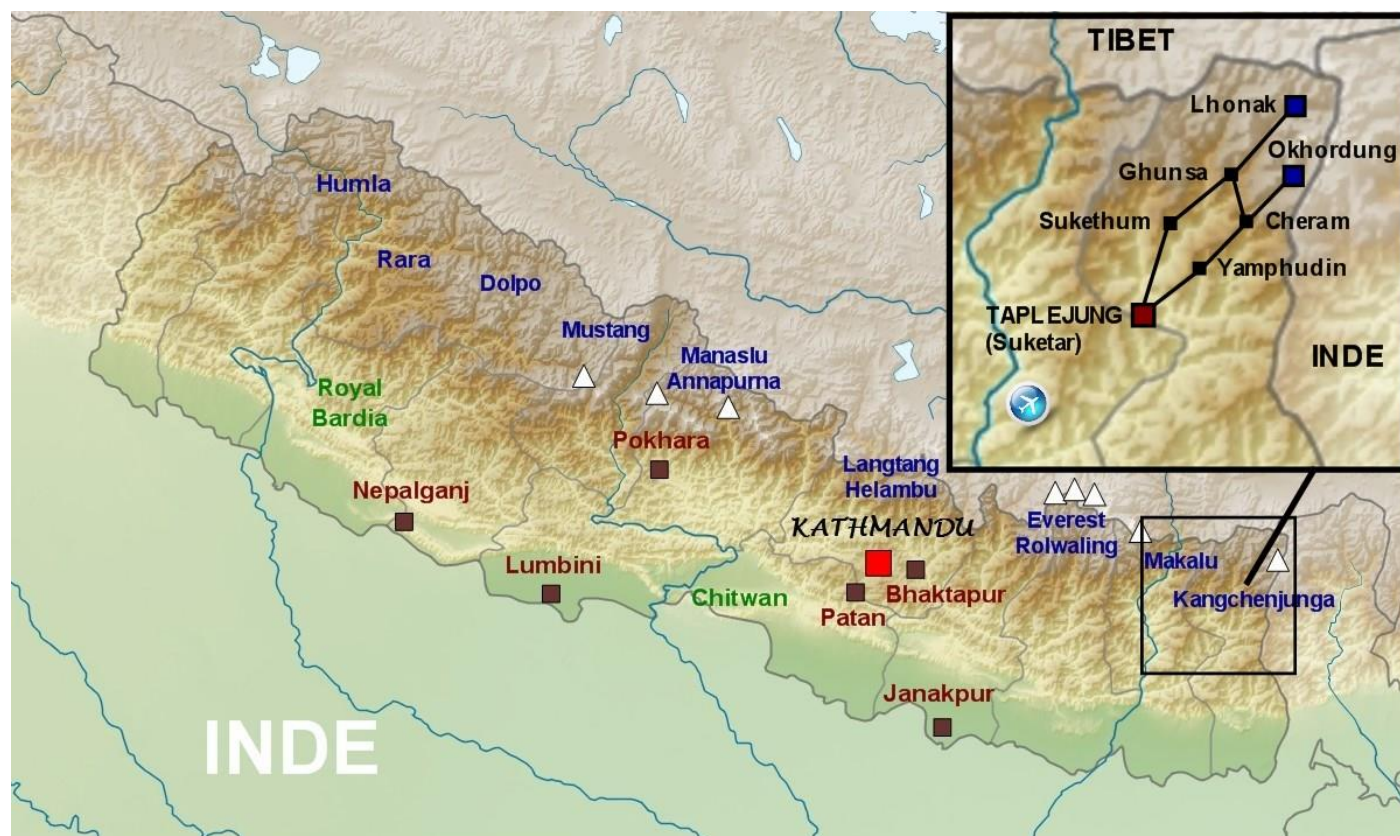 TIBET
Lhonak
Okhordung
Ghunsa
Sukethum
Cheram
Yamphudin
TAPLEJUNG
(Suketar)
INDE
Humla
Rara
Dolpo
Mustang
Manaslu
Annapurna
Royal
Bardia
Pokhara
Nepalganj
Langtang
Helambu
KATHMANDU
Everest
Rolwaling
Makalu
Kangchenjunga
Lumbini
Chitwan
Bhaktapur
Patan
Janakpur
INDE